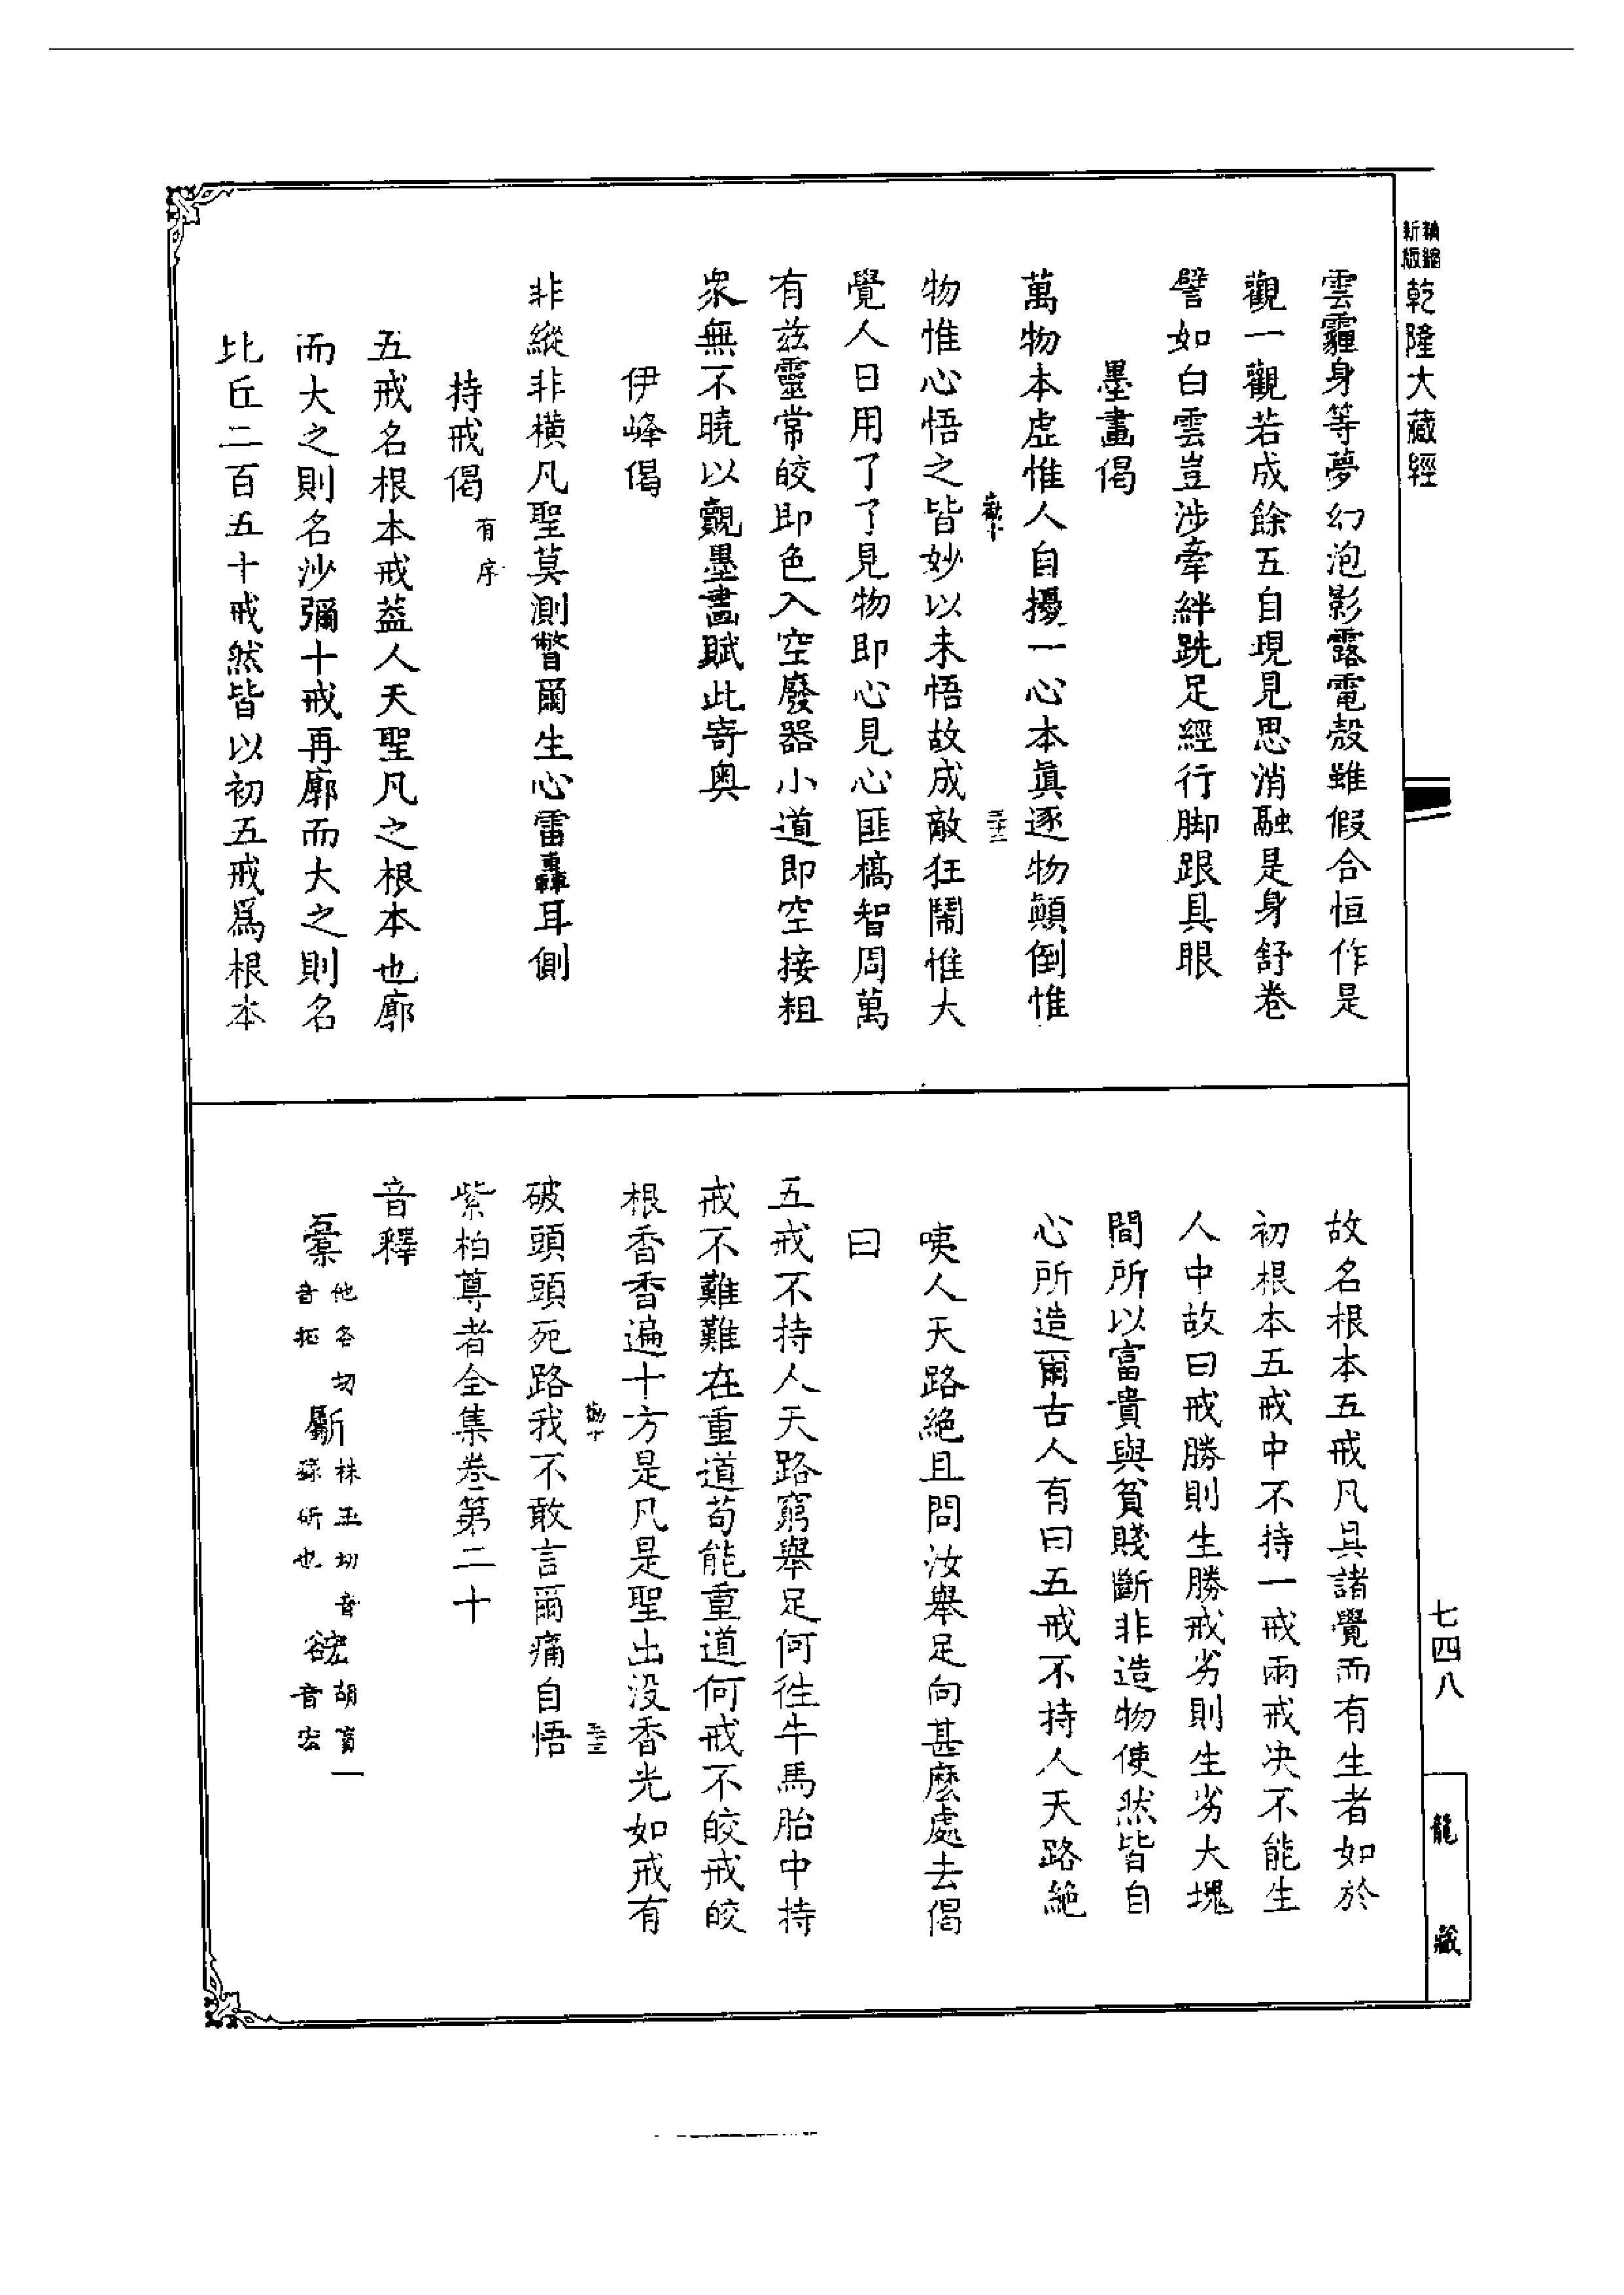 新版
精縮
乾隆大藏經
雲霾身等夢幻泡影露電殼雖假合恒作是
觀一觀若成餘五自現見思消融是身舒卷
譬如白雲豈涉牽絆跣足經行脚跟具眼
墨畫偈
萬物本虛惟人自擾一心本眞逐物顚倒惟
物惟心悟之皆妙以未悟故成敵狂鬧惟大
覺人日用了了見物即心見心匪槁智周萬
有兹靈常皎即色入空廢器小道即空接粗
衆無不曉以觀墨畫賦此寄奥
伊峰偈
非縱非橫凡聖莫測瞥爾生心雷轟耳側
持戒偈有序
五戒名根本戒葢人天聖凡之根本也廓
而大之則名沙彌十戒再廓而大之則名
比丘二百五十戒然皆以初五戒爲根本
故名根本五戒凡具諸覺而有生者如於
初根本五戒中不持一戒兩戒决不能生
人中故曰戒勝則生勝戒劣則生劣大塊
間所以富貴與貧賤斷非造物使然皆自
心所造爾古人有曰五戒不持人天路絕
咦人天路絕且問汝舉足向甚麼處去偈
曰
五戒不持人天路窮舉足何徃牛馬胎中持
戒不難難在重道苟能重道何戒不皎戒皎
根香香遍十方是凡是聖出没香光如戒有
破頭頭死路我不敢言爾痛自悟
紫柏尊者全集卷第二十
音釋
橐他各切音拓 斸株玉切音斫也 谹胡肓音宏
七四八
龍藏